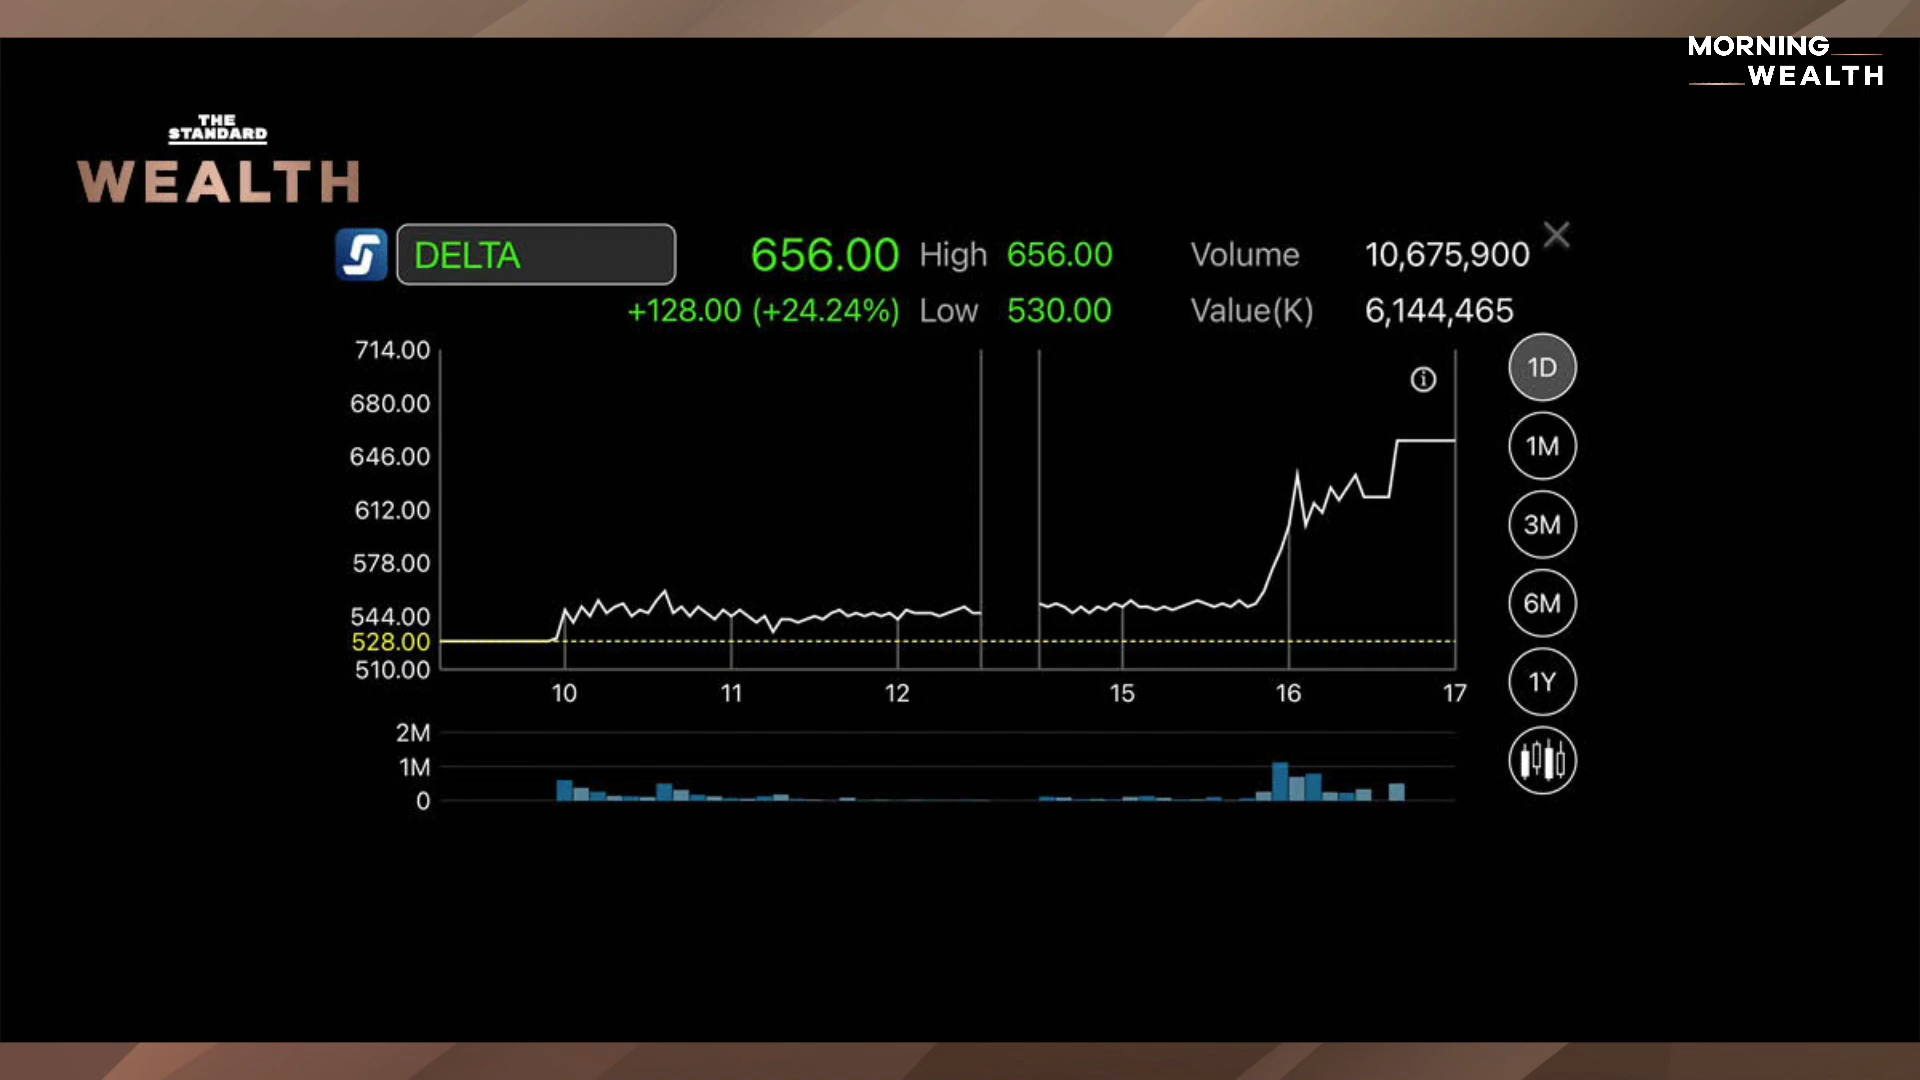 MORNING
WEALTH
THE
STANDARD
WEALTH
DELTA
656.00
High 656.00
Volume 10,675,900
+128.00 (+24.24%)
Low 530.00
Value(K) 6,144,465
714.00
680.00
646.00
612.00
578.00
544.00
528.00
510.00
10 11 12 15 16 17
2M
1M
0
1D
1M
3M
6M
1Y